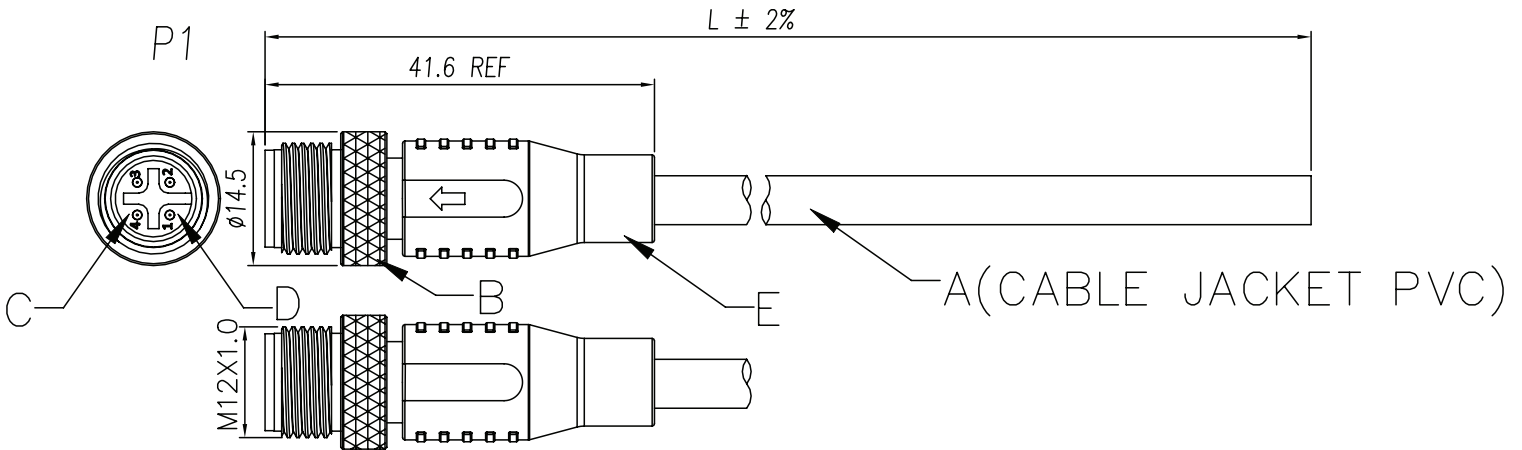 P1
L ± 2%
41.6 REF
ø14.5
3 2
4 1
C
D
B
E
A(CABLE JACKET PVC)
M12X1.0